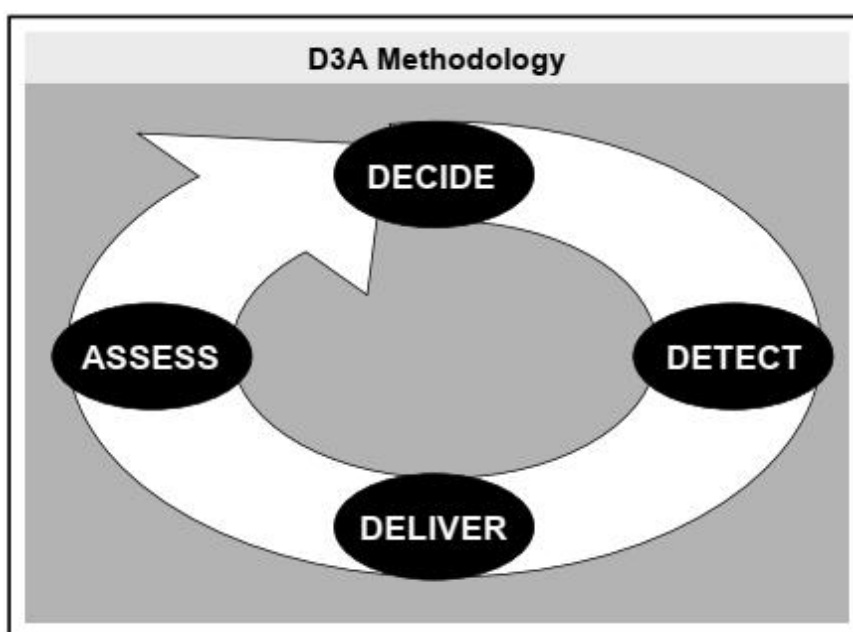 D3A Methodology
DECIDE
DETECT
DELIVER
ASSESS